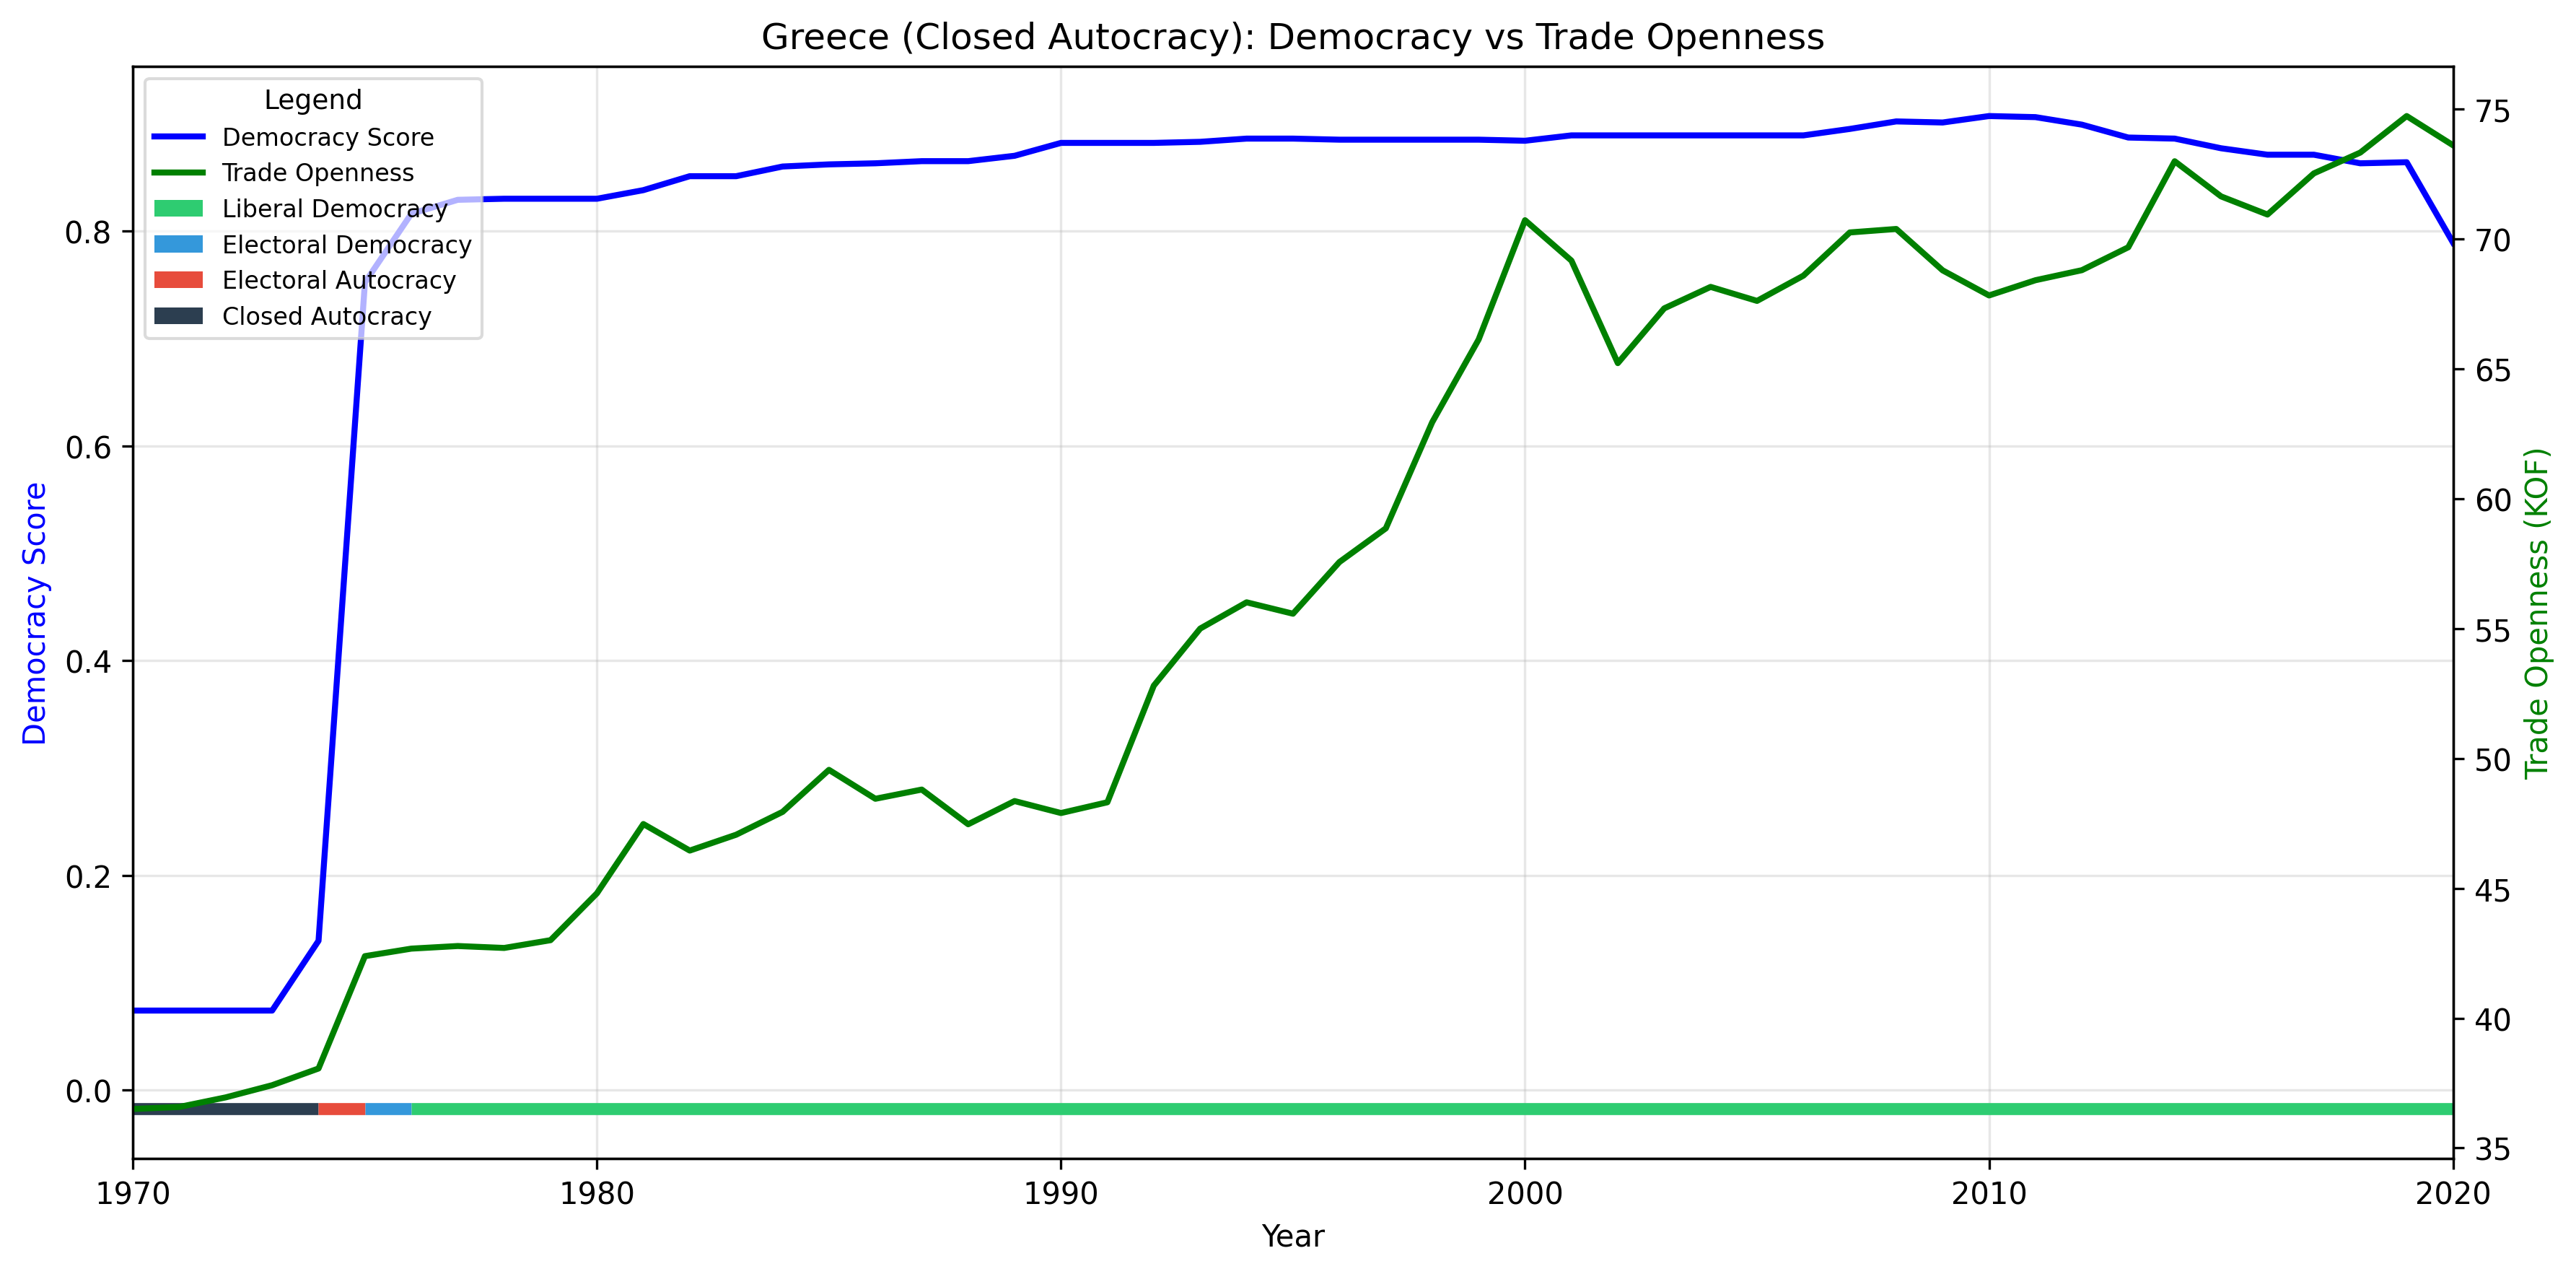 Greece (Closed Autocracy): Democracy vs Trade Openness
Legend
Democracy Score
Trade Openness
Liberal Democracy
Electoral Democracy
Electoral Autocracy
Closed Autocracy
Democracy Score
0.8
0.6
0.4
0.2
0.0
75
70
65
60
55
50
45
40
35
Trade Openness (KOF)
1970 1980 1990 2000 2010 2020
Year